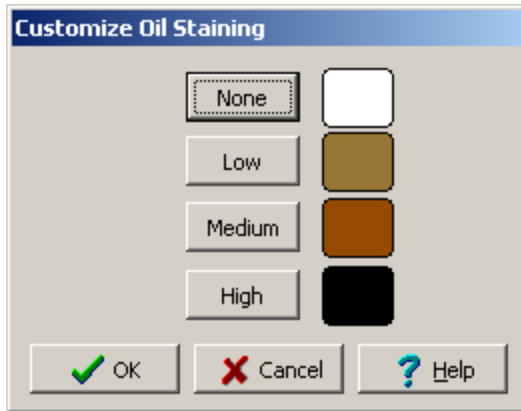 Customize Oil Staining
None
Low
Medium
High
OK Cancel Help